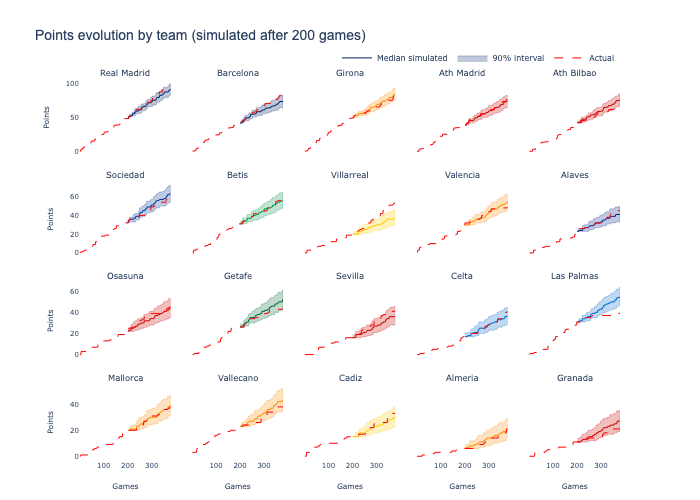 Points evolution by team (simulated after 200 games)
Median simulated 90% interval Actual
Real Madrid Barcelona Girona Ath Madrid Ath Bilbao
100
50
0
Points
Sociedad Betis Villarreal Valencia Alaves
60
40
20
0
Points
Osasuna Getafe Sevilla Celta Las Palmas
60
40
20
0
Points
Mallorca Vallecano Cadiz Almeria Granada
40
20
0
Points
100 200 300 100 200 300 100 200 300 100 200 300 100 200 300
Games Games Games Games Games